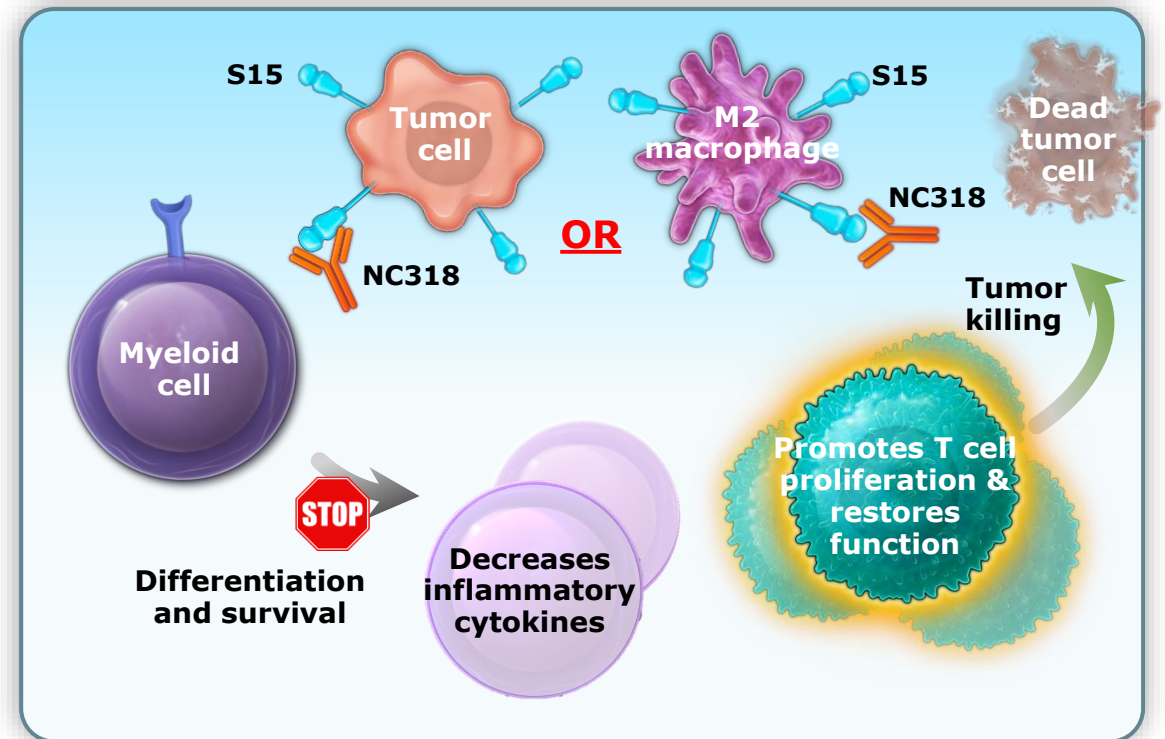 S15
Tumor
cell
M2
macrophage
S15
Dead
tumor
cell
NC318
OR
NC318
Tumor
killing
Myeloid
cell
Promotes T cell
proliferation &
restores
function
STOP
Differentiation
and survival
Decreases
inflammatory
cytokines